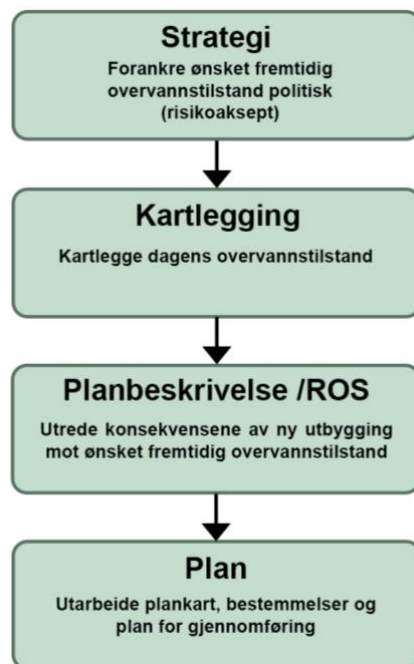 Strategi
Forankre ønsket fremtidig
overvannstilstand politisk
(risikoaksept)
Kartlegging
Kartlegge dagens overvannstilstand
Planbeskrivelse /ROS
Utrede konsekvensene av ny utbygging
mot ønsket fremtidig overvannstilstand
Plan
Utarbeide plankart, bestemmelser og
plan for gjennomføring